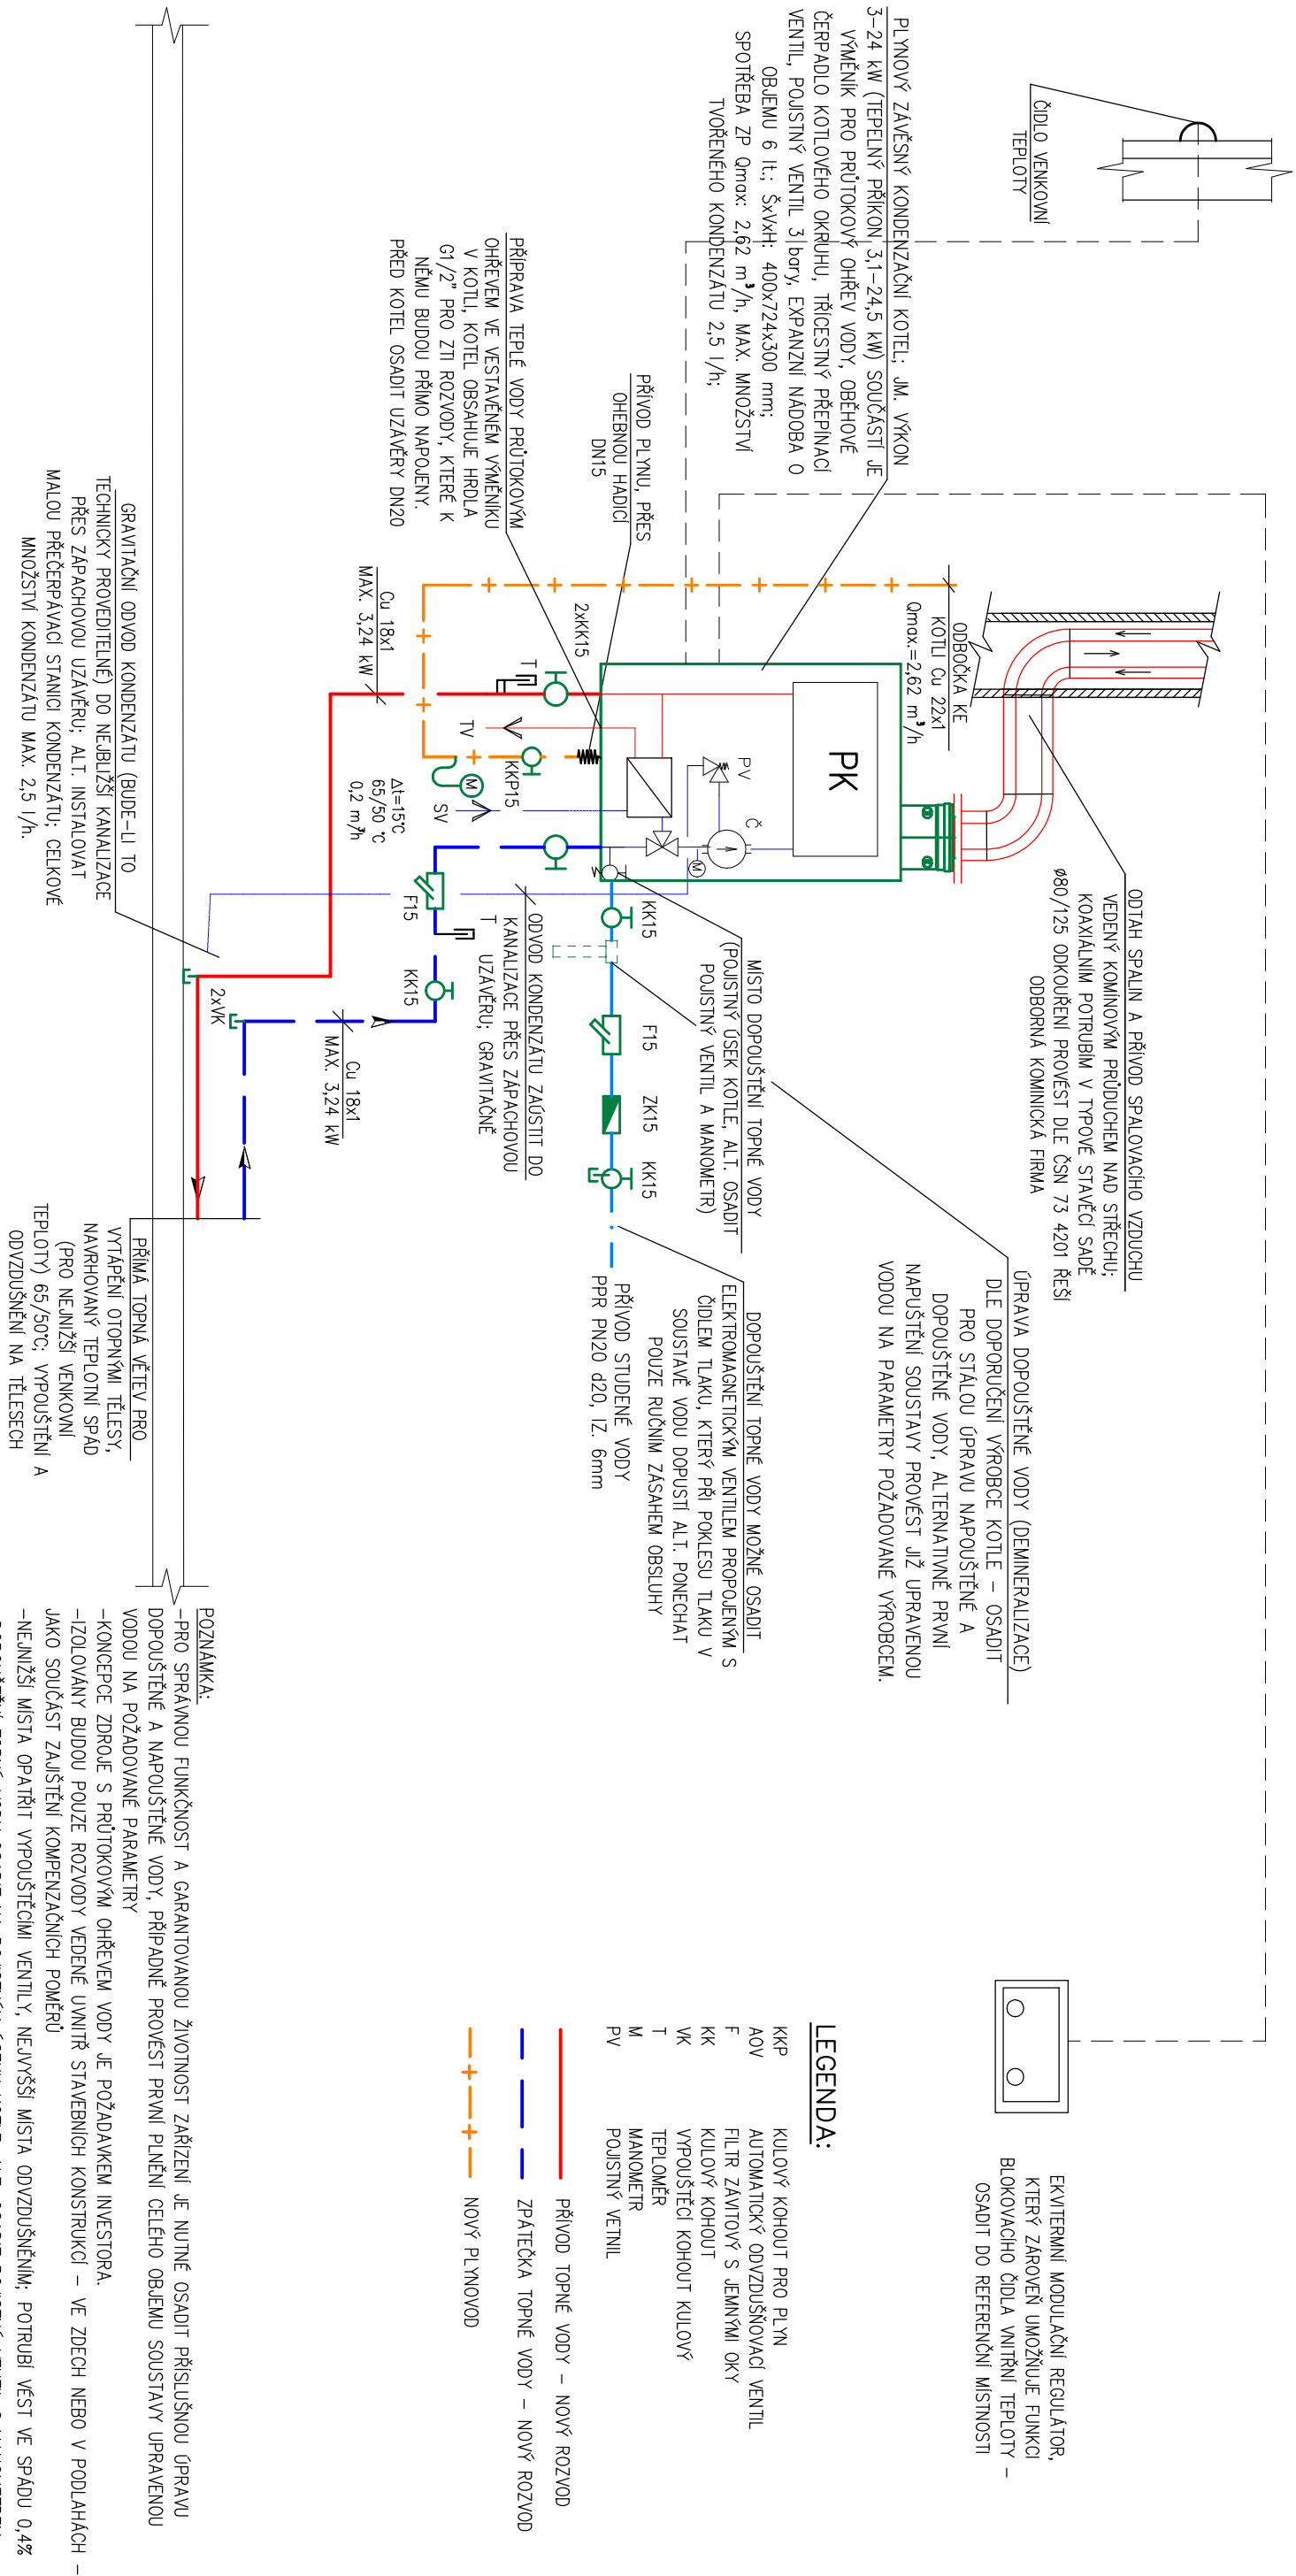 ČIDLO VENKOVNÍ
TEPLOTY
PLYNOVÝ ZÁVĚSNÝ KONDENZAČNÍ KOTEL; JM. VÝKON
3-24 kW (TEPELNÝ PŘÍKON 3,1-24,5 kW) SOUČÁSTÍ JE
VÝMĚNÍK PRO PRŮTOKOVÝ OHŘEV VODY, OBĚHOVÉ
ČERPADLO KOTLOVÉHO OKRUHU, TŘÍCESTNÝ PŘEPÍNACÍ
VENTIL, POJISTNÝ VENTIL 3 bary, EXPANZNÍ NÁDOBA O
OBJEMU 6 lt.; ŠxVxH: 400x724x300 mm;
SPOTŘEBA ZP Qmax: 2,62 m³/h, MAX. MNOŽSTVÍ
TVOŘENÉHO KONDENZÁTU 2,5 l/h;
PŘÍVOD PLYNU, PŘES
OHEBNOU HADICÍ
DN15
PŘÍPRAVA TEPLÉ VODY PRŮTOKOVÝM
OHŘEVEM VE VESTAVĚNÉM VÝMĚNÍKU
V KOTLI, KOTEL OBSAHUJE HRDLA
G1/2" PRO ZTI ROZVODY, KTERÉ K
NĚMU BUDOU PŘÍMO NAPOJENY.
PŘED KOTEL OSADIT UZÁVĚRY DN20
GRAVITAČNÍ ODVOD KONDENZÁTU (BUDE-LI TO
TECHNICKY PROVEDITELNÉ) DO NEJBLIŽŠÍ KANALIZACE
PŘES ZÁPACHOVOU UZÁVĚRU; ALT. INSTALOVAT
MALOU PŘEČERPÁVACÍ STANICI KONDENZÁTU; CELKOVÉ
MNOŽSTVÍ KONDENZÁTU MAX. 2,5 l/h.
ODBOČKA KE
KOTLI Cu 22x1
Qmax.=2,62 m³/h
PK
PV
Č
M
2xKK15
T
TV
KKP15
M
SV
Cu 18x1
MAX. 3,24 kW
Δt=15°C
65/50 °C
0,2 m³/h
F15
T
KK15
2xVK
Cu 18x1
MAX. 3,24 kW
KK15
F15
ZK15
KK15
ODVOD KONDENZÁTU ZAÚSTIT DO
KANALIZACE PŘES ZÁPACHOVOU
UZÁVĚRU; GRAVITAČNĚ
MÍSTO DOPOUŠTĚNÍ TOPNÉ VODY
(POJISTNÝ ÚSEK KOTLE, ALT. OSADIT
POJISTNÝ VENTIL A MANOMETR)
ODTAH SPALIN A PŘÍVOD SPALOVACÍHO VZDUCHU
VEDENÝ KOMÍNOVÝM PRŮDUCHEM NAD STŘECHU;
KOAXIÁLNÍM POTRUBÍM V TYPOVÉ STAVĚCÍ SADĚ
ø80/125 ODKOUŘENÍ PROVÉST DLE ČSN 73 4201 ŘEŠÍ
ODBORNÁ KOMINICKÁ FIRMA
ÚPRAVA DOPOUŠTĚNÉ VODY (DEMINERALIZACE)
DLE DOPORUČENÍ VÝROBCE KOTLE - OSADIT
PRO STÁLOU ÚPRAVU NAPOUŠTĚNÉ A
DOPOUŠTĚNÉ VODY, ALTERNATIVNĚ PRVNÍ
NAPUŠTĚNÍ SOUSTAVY PROVÉST JIŽ UPRAVENOU
VODOU NA PARAMETRY POŽADOVANÉ VÝROBCEM.
DOPOUŠTĚNÍ TOPNÉ VODY MOŽNÉ OSADIT
ELEKTROMAGNETICKÝM VENTILEM PROPOJENÝM S
ČIDLEM TLAKU, KTERÝ PŘI POKLESU TLAKU V
SOUSTAVĚ VODU DOPUSTÍ ALT. PONECHAT
POUZE RUČNÍM ZÁSAHEM OBSLUHY
PŘÍVOD STUDENÉ VODY
PPR PN20 d20, IZ. 6mm
PŘÍMÁ TOPNÁ VĚTEV PRO
VYTÁPĚNÍ OTOPNÝMI TĚLESY,
NAVRHOVANÝ TEPLOTNÍ SPÁD
(PRO NEJNIŽŠÍ VENKOVNÍ
TEPLOTY) 65/50°C; VYPOUŠTĚNÍ A
ODVZDUŠNĚNÍ NA TĚLESECH
EKVITERMNÍ MODULAČNÍ REGULÁTOR,
KTERÝ ZÁROVEŇ UMOŽŇUJE FUNKCI
BLOKOVACÍHO ČIDLA VNITŘNÍ TEPLOTY -
OSADIT DO REFERENČNÍ MÍSTNOSTI
LEGENDA:
KKP KULOVÝ KOHOUT PRO PLYN
AOV AUTOMATICKÝ ODVZDUŠŇOVACÍ VENTIL
F FILTR ZÁVITOVÝ S JEMNÝMI OKY
KK KULOVÝ KOHOUT
VK VYPOUŠTĚCÍ KOHOUT KULOVÝ
T TEPLOMĚR
M MANOMETR
PV POJISTNÝ VETNIL
PŘÍVOD TOPNÉ VODY - NOVÝ ROZVOD
ZPÁTEČKA TOPNÉ VODY - NOVÝ ROZVOD
NOVÝ PLYNOVOD
POZNÁMKA:
-PRO SPRÁVNOU FUNKČNOST A GARANTOVANOU ŽIVOTNOST ZAŘÍZENÍ JE NUTNÉ OSADIT PŘÍSLUŠNOU ÚPRAVU
DOPOUŠTĚNÉ A NAPOUŠTĚNÉ VODY, PŘÍPADNĚ PROVÉST PRVNÍ PLNĚNÍ CELÉHO OBJEMU SOUSTAVY UPRAVENOU
VODOU NA POŽADOVANÉ PARAMETRY
-KONCEPCE ZDROJE S PRŮTOKOVÝM OHŘEVEM VODY JE POŽADAVKEM INVESTORA.
-IZOLOVÁNY BUDOU POUZE ROZVODY VEDENÉ UVNITŘ STAVEBNÍCH KONSTRUKCÍ - VE ZDECH NEBO V PODLAHÁCH -
JAKO SOUČÁST ZAJIŠTĚNÍ KOMPENZAČNÍCH POMĚRŮ
-NEJNIŽŠÍ MÍSTA OPATŘIT VYPOUŠTĚCÍMI VENTILY, NEJVYŠŠÍ MÍSTA ODVZDUŠNĚNÍM; POTRUBÍ VÉST VE SPÁDU 0,4%